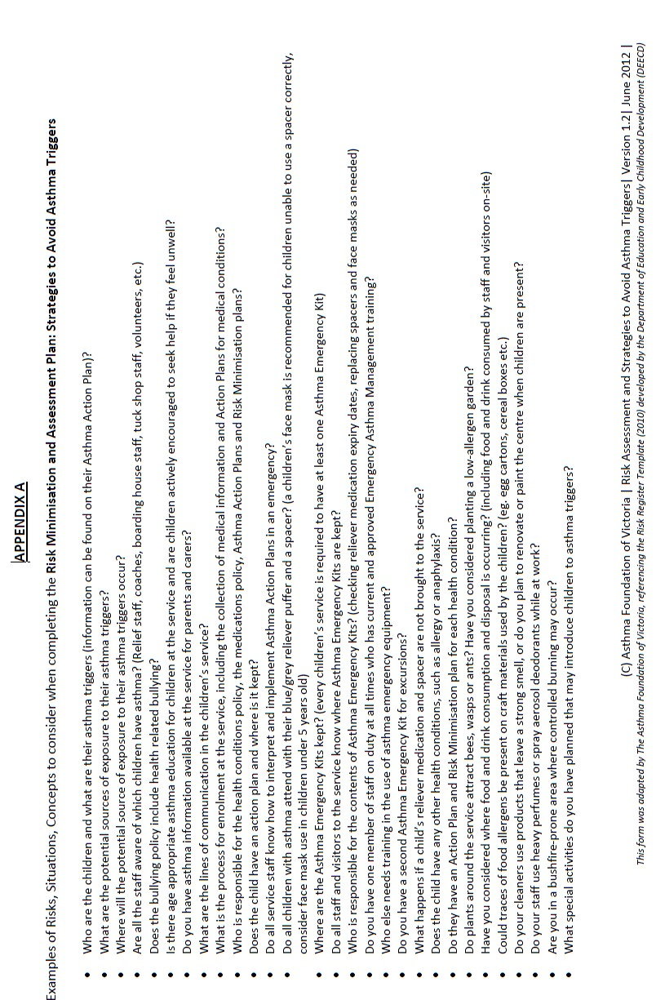 APPENDIX A
Examples of Risks, Situations, Concepts to consider when completing the Risk Minimisation and Assessment Plan: Strategies to Avoid Asthma Triggers
• Who are the children and what are their asthma triggers (information can be found on their Asthma Action Plan)?
• What are the potential sources of exposure to their asthma triggers?
• Where will the potential source of exposure to their asthma triggers occur?
• Are all the staff aware of which children have asthma? (Relief staff, coaches, boarding house staff, tuck shop staff, volunteers, etc.)
• Does the bullying policy include health related bullying?
• Is there age appropriate asthma education for children at the service and are children actively encouraged to seek help if they feel unwell?
• Do you have asthma information available at the service for parents and carers?
• What are the lines of communication in the children's service?
• What is the process for enrolment at the service, including the collection of medical information and Action Plans for medical conditions?
• Who is responsible for the health conditions policy, the medications policy, Asthma Action Plans and Risk Minimisation plans?
• Does the child have an action plan and where is it kept?
• Do all service staff know how to interpret and implement Asthma Action Plans in an emergency?
• Do all children with asthma attend with their blue/grey reliever puffer and a spacer? (a children's face mask is recommended for children unable to use a spacer correctly,
consider face mask use in children under 5 years old)
• Where are the Asthma Emergency Kits kept? (every children's service is required to have at least one Asthma Emergency Kit)
• Do all staff and visitors to the service know where Asthma Emergency Kits are kept?
• Who is responsible for the contents of Asthma Emergency Kits? (checking reliever medication expiry dates, replacing spacers and face masks as needed)
• Do you have one member of staff on duty at all times who has current and approved Emergency Asthma Management training?
• Who else needs training in the use of asthma emergency equipment?
• Do you have a second Asthma Emergency Kit for excursions?
• What happens if a child's reliever medication and spacer are not brought to the service?
• Does the child have any other health conditions, such as allergy or anaphylaxis?
• Do they have an Action Plan and Risk Minimisation plan for each health condition?
• Do plants around the service attract bees, wasps or ants? Have you considered planting a low-allergen garden?
• Have you considered where food and drink consumption and disposal is occurring? (including food and drink consumed by staff and visitors on-site)
• Could traces of food allergens be present on craft materials used by the children? (eg. egg cartons, cereal boxes etc.)
• Do your cleaners use products that leave a strong smell, or do you plan to renovate or paint the centre when children are present?
• Do your staff use heavy perfumes or spray aerosol deodorants while at work?
• Are you in a bushfire-prone area where controlled burning may occur?
• What special activities do you have planned that may introduce children to asthma triggers?
(C) Asthma Foundation of Victoria | Risk Assessment and Strategies to Avoid Asthma Triggers| Version 1.2| June 2012 |
This form was adapted by The Asthma Foundation of Victoria, referencing the Risk Register Template (2010) developed by the Department of Education and Early Childhood Development (DEECD)